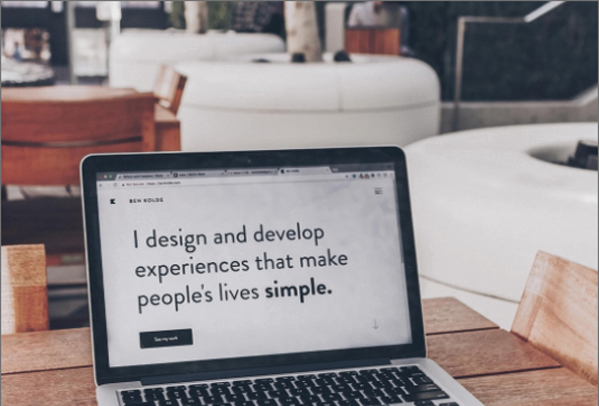 BEN KOLDE
I design and develop
experiences that make
people's lives simple.
See my work